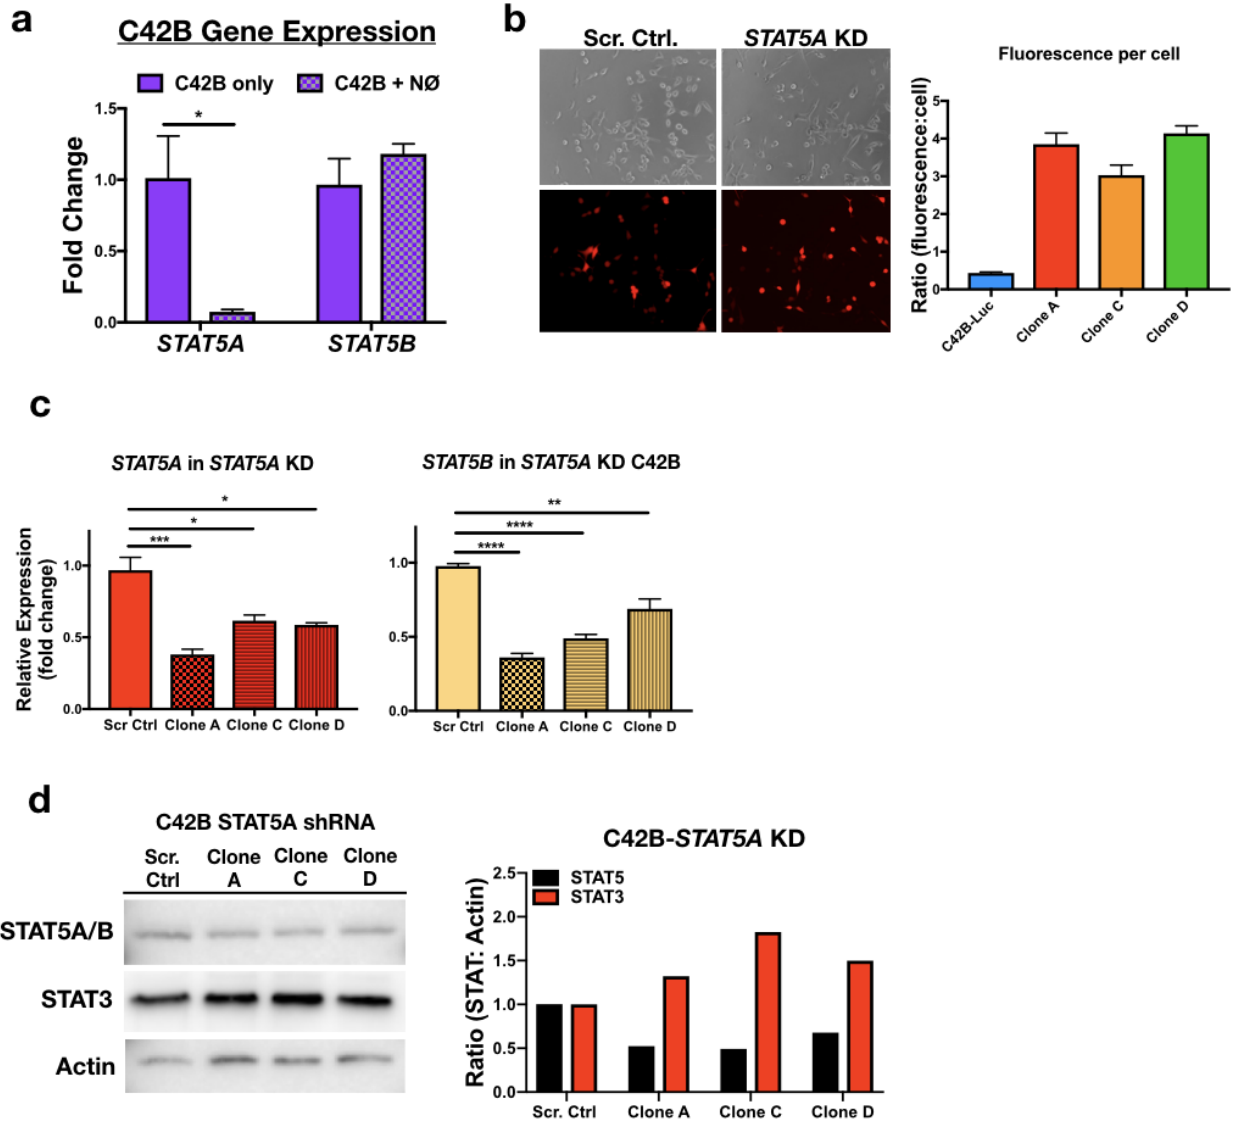 a
C42B Gene Expression
C42B only
C42B + NØ
Fold Change
1.5
1.0
0.5
0.0
*
STAT5A
STAT5B
b
Scr. Ctrl.
STAT5A KD
Fluorescence per cell
Ratio (fluorescence:cell)
5
4
3
2
1
0
C42B-Luc
Clone A
Clone C
Clone D
c
STAT5A in STAT5A KD
Relative Expression
(fold change)
1.0
0.5
0.0
*
*
***
Scr Ctrl
Clone A
Clone C
Clone D
STAT5B in STAT5A KD C42B
1.0
0.5
0.0
**
****
****
Scr Ctrl
Clone A
Clone C
Clone D
d
C42B STAT5A shRNA
Scr.
Ctrl
Clone
A
Clone
C
Clone
D
STAT5A/B
STAT3
Actin
C42B-STAT5A KD
STAT5
STAT3
Ratio (STAT: Actin)
2.5
2.0
1.5
1.0
0.5
0.0
Scr. Ctrl
Clone A
Clone C
Clone D